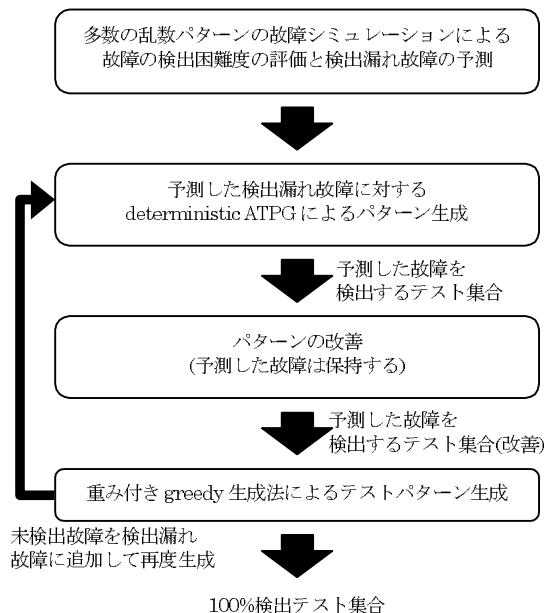 多数の乱数パターンの故障シミュレーションによる
故障の検出困難度の評価と検出漏れ故障の予測
予測した検出漏れ故障に対する
deterministic ATPG によるパターン生成
予測した故障を
検出するテスト集合
パターンの改善
(予測した故障は保持する)
予測した故障を
検出するテスト集合(改善)
重み付き greedy 生成法によるテストパターン生成
未検出故障を検出漏れ
故障に追加して再度生成
100%検出テスト集合